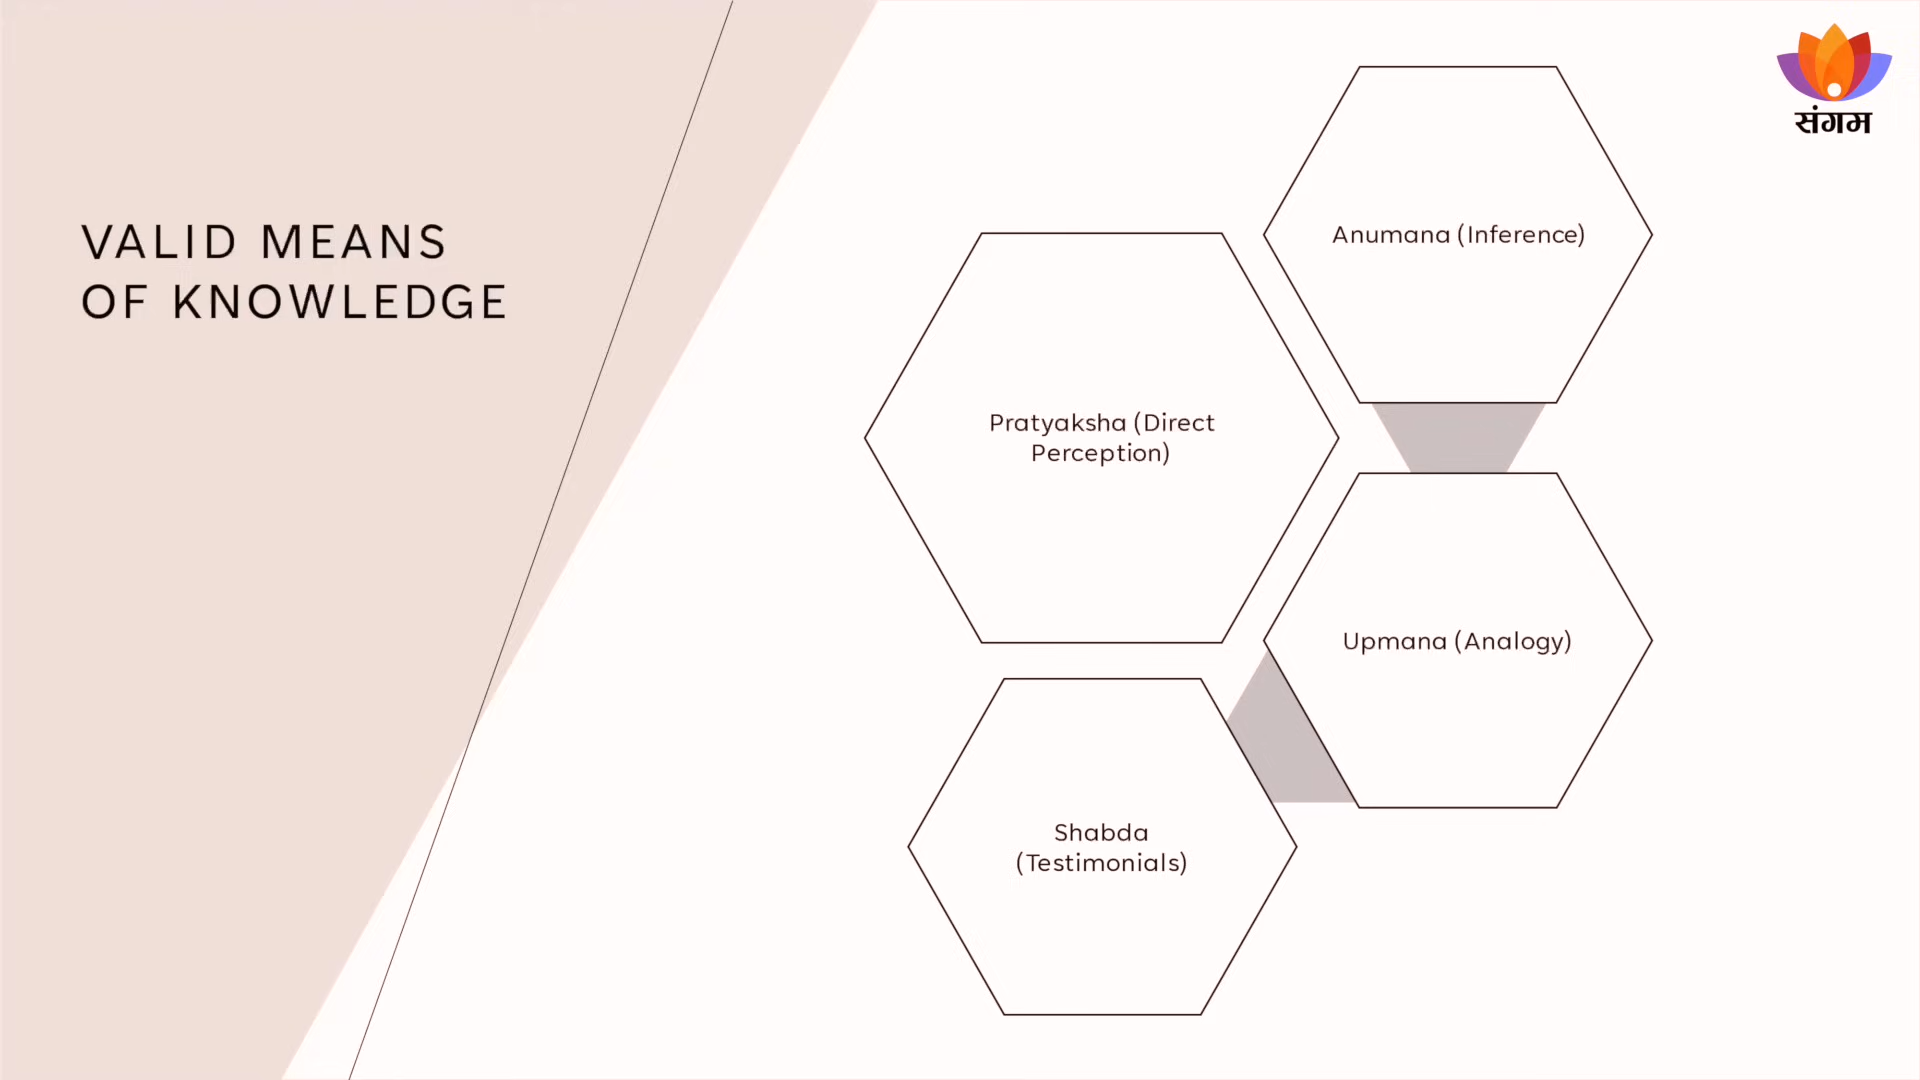 VALID MEANS
OF KNOWLEDGE
संगम
Anumana (Inference)
Pratyaksha (Direct
Perception)
Upmana (Analogy)
Shabda
(Testimonials)